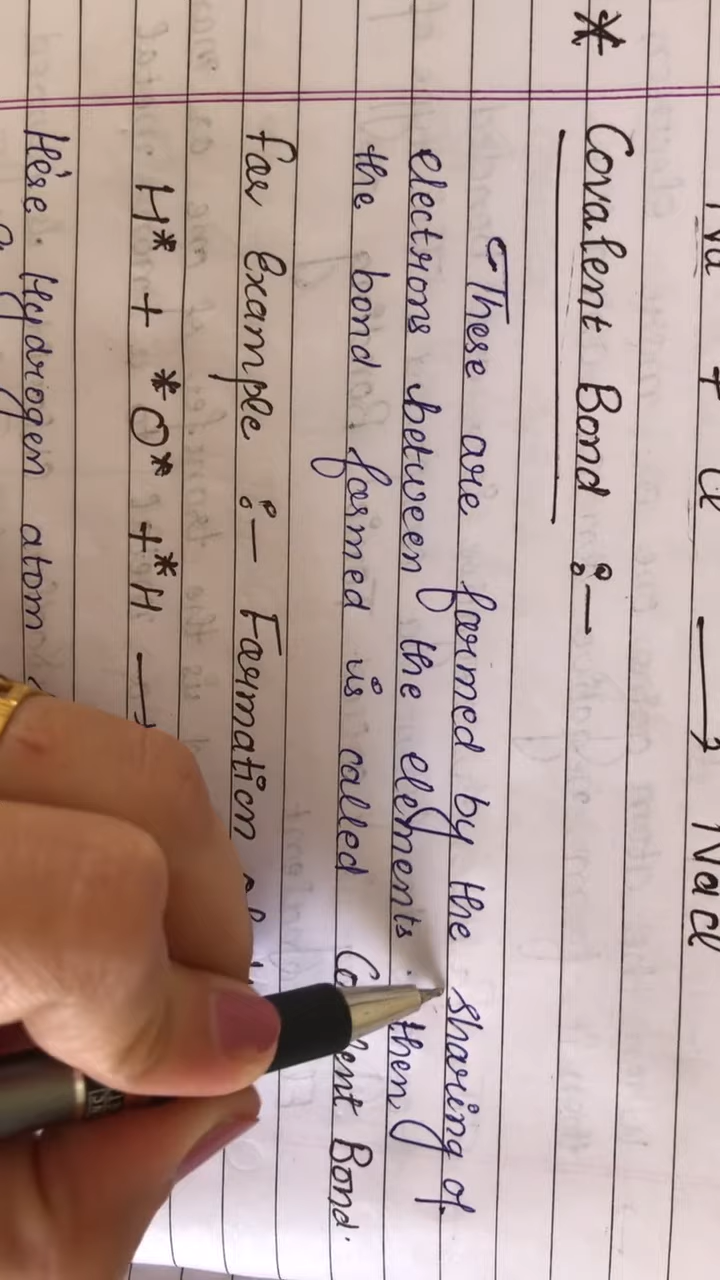 Na + Cl ⟶ Nacl
* Covalent Bond :-
These are formed by the sharing of
electrons between the elements. then
the bond formed is called Covalent Bond.
for Example :- Formation
H* + *O* + *H ⟶
Here Hydrogen atom